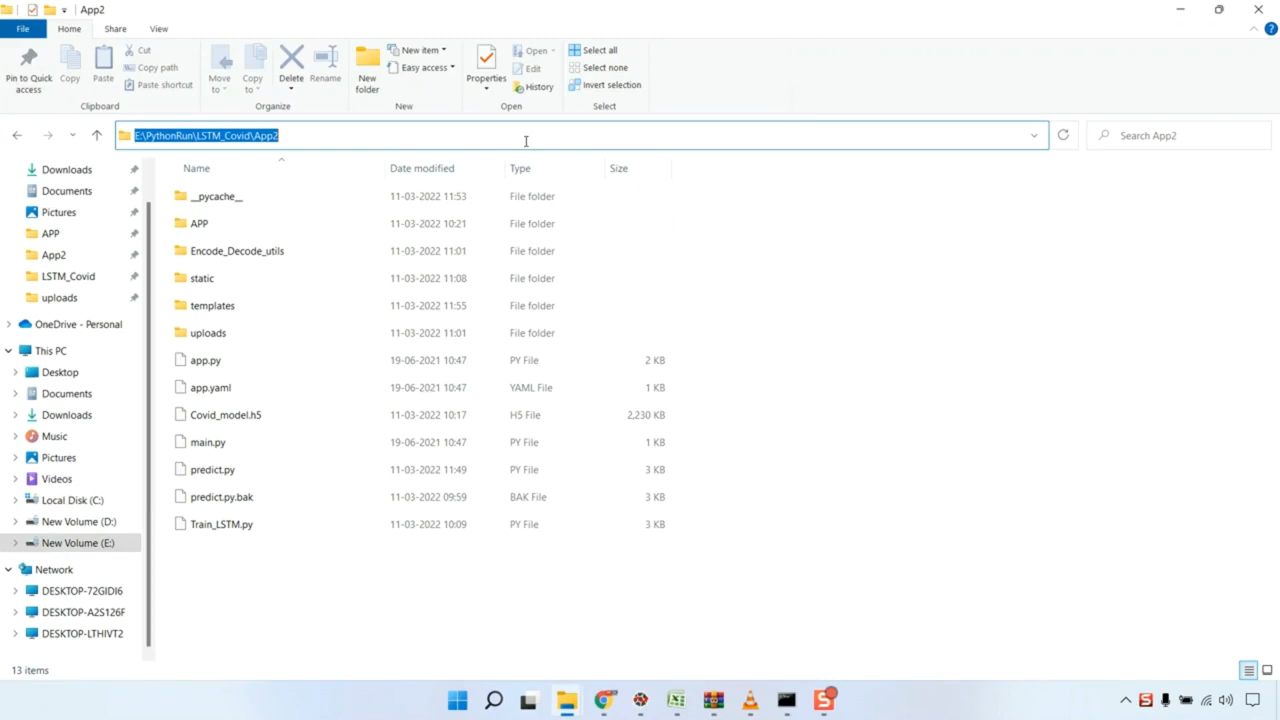 App2
File Home Share View
Pin to Quick access
Copy
Paste
Cut
Copy path
Paste shortcut
Clipboard
Move to
Copy to
Delete
Rename
Organize
New folder
New item
Easy access
New
Properties
Open
Edit
History
Open
Select all
Select none
Invert selection
Select
E:\PythonRun\LSTM_Covid\App2
Search App2
Downloads
Documents
Pictures
APP
App2
LSTM_Covid
uploads
OneDrive - Personal
This PC
Desktop
Documents
Downloads
Music
Pictures
Videos
Local Disk (C:)
New Volume (D:)
New Volume (E:)
Network
DESKTOP-72GIDI6
DESKTOP-A2S126F
DESKTOP-LTHIVT2
Name Date modified Type Size
__pycache__ 11-03-2022 11:53 File folder
APP 11-03-2022 10:21 File folder
Encode_Decode_utils 11-03-2022 11:01 File folder
static 11-03-2022 11:08 File folder
templates 11-03-2022 11:55 File folder
uploads 11-03-2022 11:01 File folder
app.py 19-06-2021 10:47 PY File 2 KB
app.yaml 19-06-2021 10:47 YAML File 1 KB
Covid_model.h5 11-03-2022 10:17 H5 File 2,230 KB
main.py 19-06-2021 10:47 PY File 1 KB
predict.py 11-03-2022 11:49 PY File 3 KB
predict.py.bak 11-03-2022 09:59 BAK File 3 KB
Train_LSTM.py 11-03-2022 10:09 PY File 3 KB
13 items